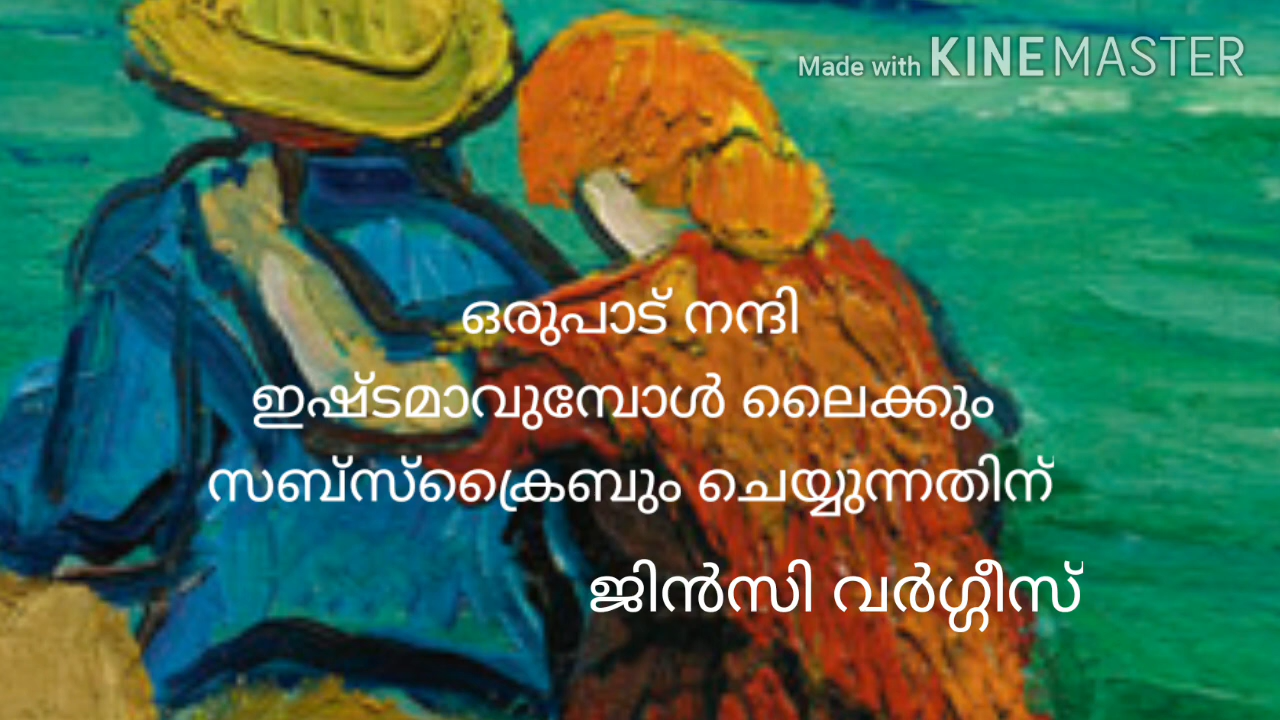 Made with KINEMASTER
ഒരുപാട് നന്ദി
ഇഷ്ടമാവുമ്പോൾ ലൈക്കും
സബ്സ്ക്രൈബും ചെയ്യുന്നതിന്
ജിൻസി വർഗ്ഗീസ്